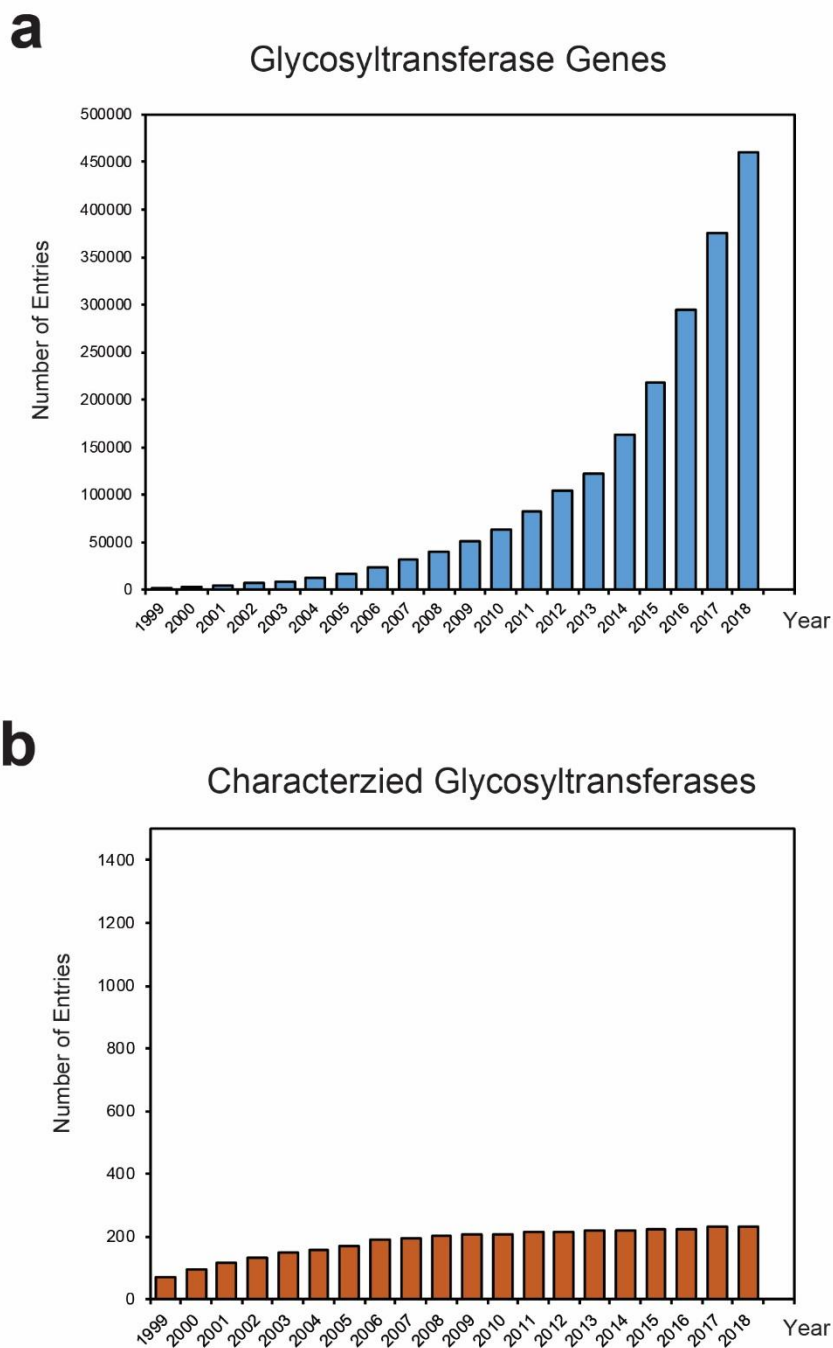 a
Glycosyltransferase Genes
500000
450000
400000
350000
300000
250000
200000
150000
100000
50000
0
Number of Entries
1999 2000 2001 2002 2003 2004 2005 2006 2007 2008 2009 2010 2011 2012 2013 2014 2015 2016 2017 2018 Year
b
Characterzied Glycosyltransferases
1400
1200
1000
800
600
400
200
0
Number of Entries
1999 2000 2001 2002 2003 2004 2005 2006 2007 2008 2009 2010 2011 2012 2013 2014 2015 2016 2017 2018 Year